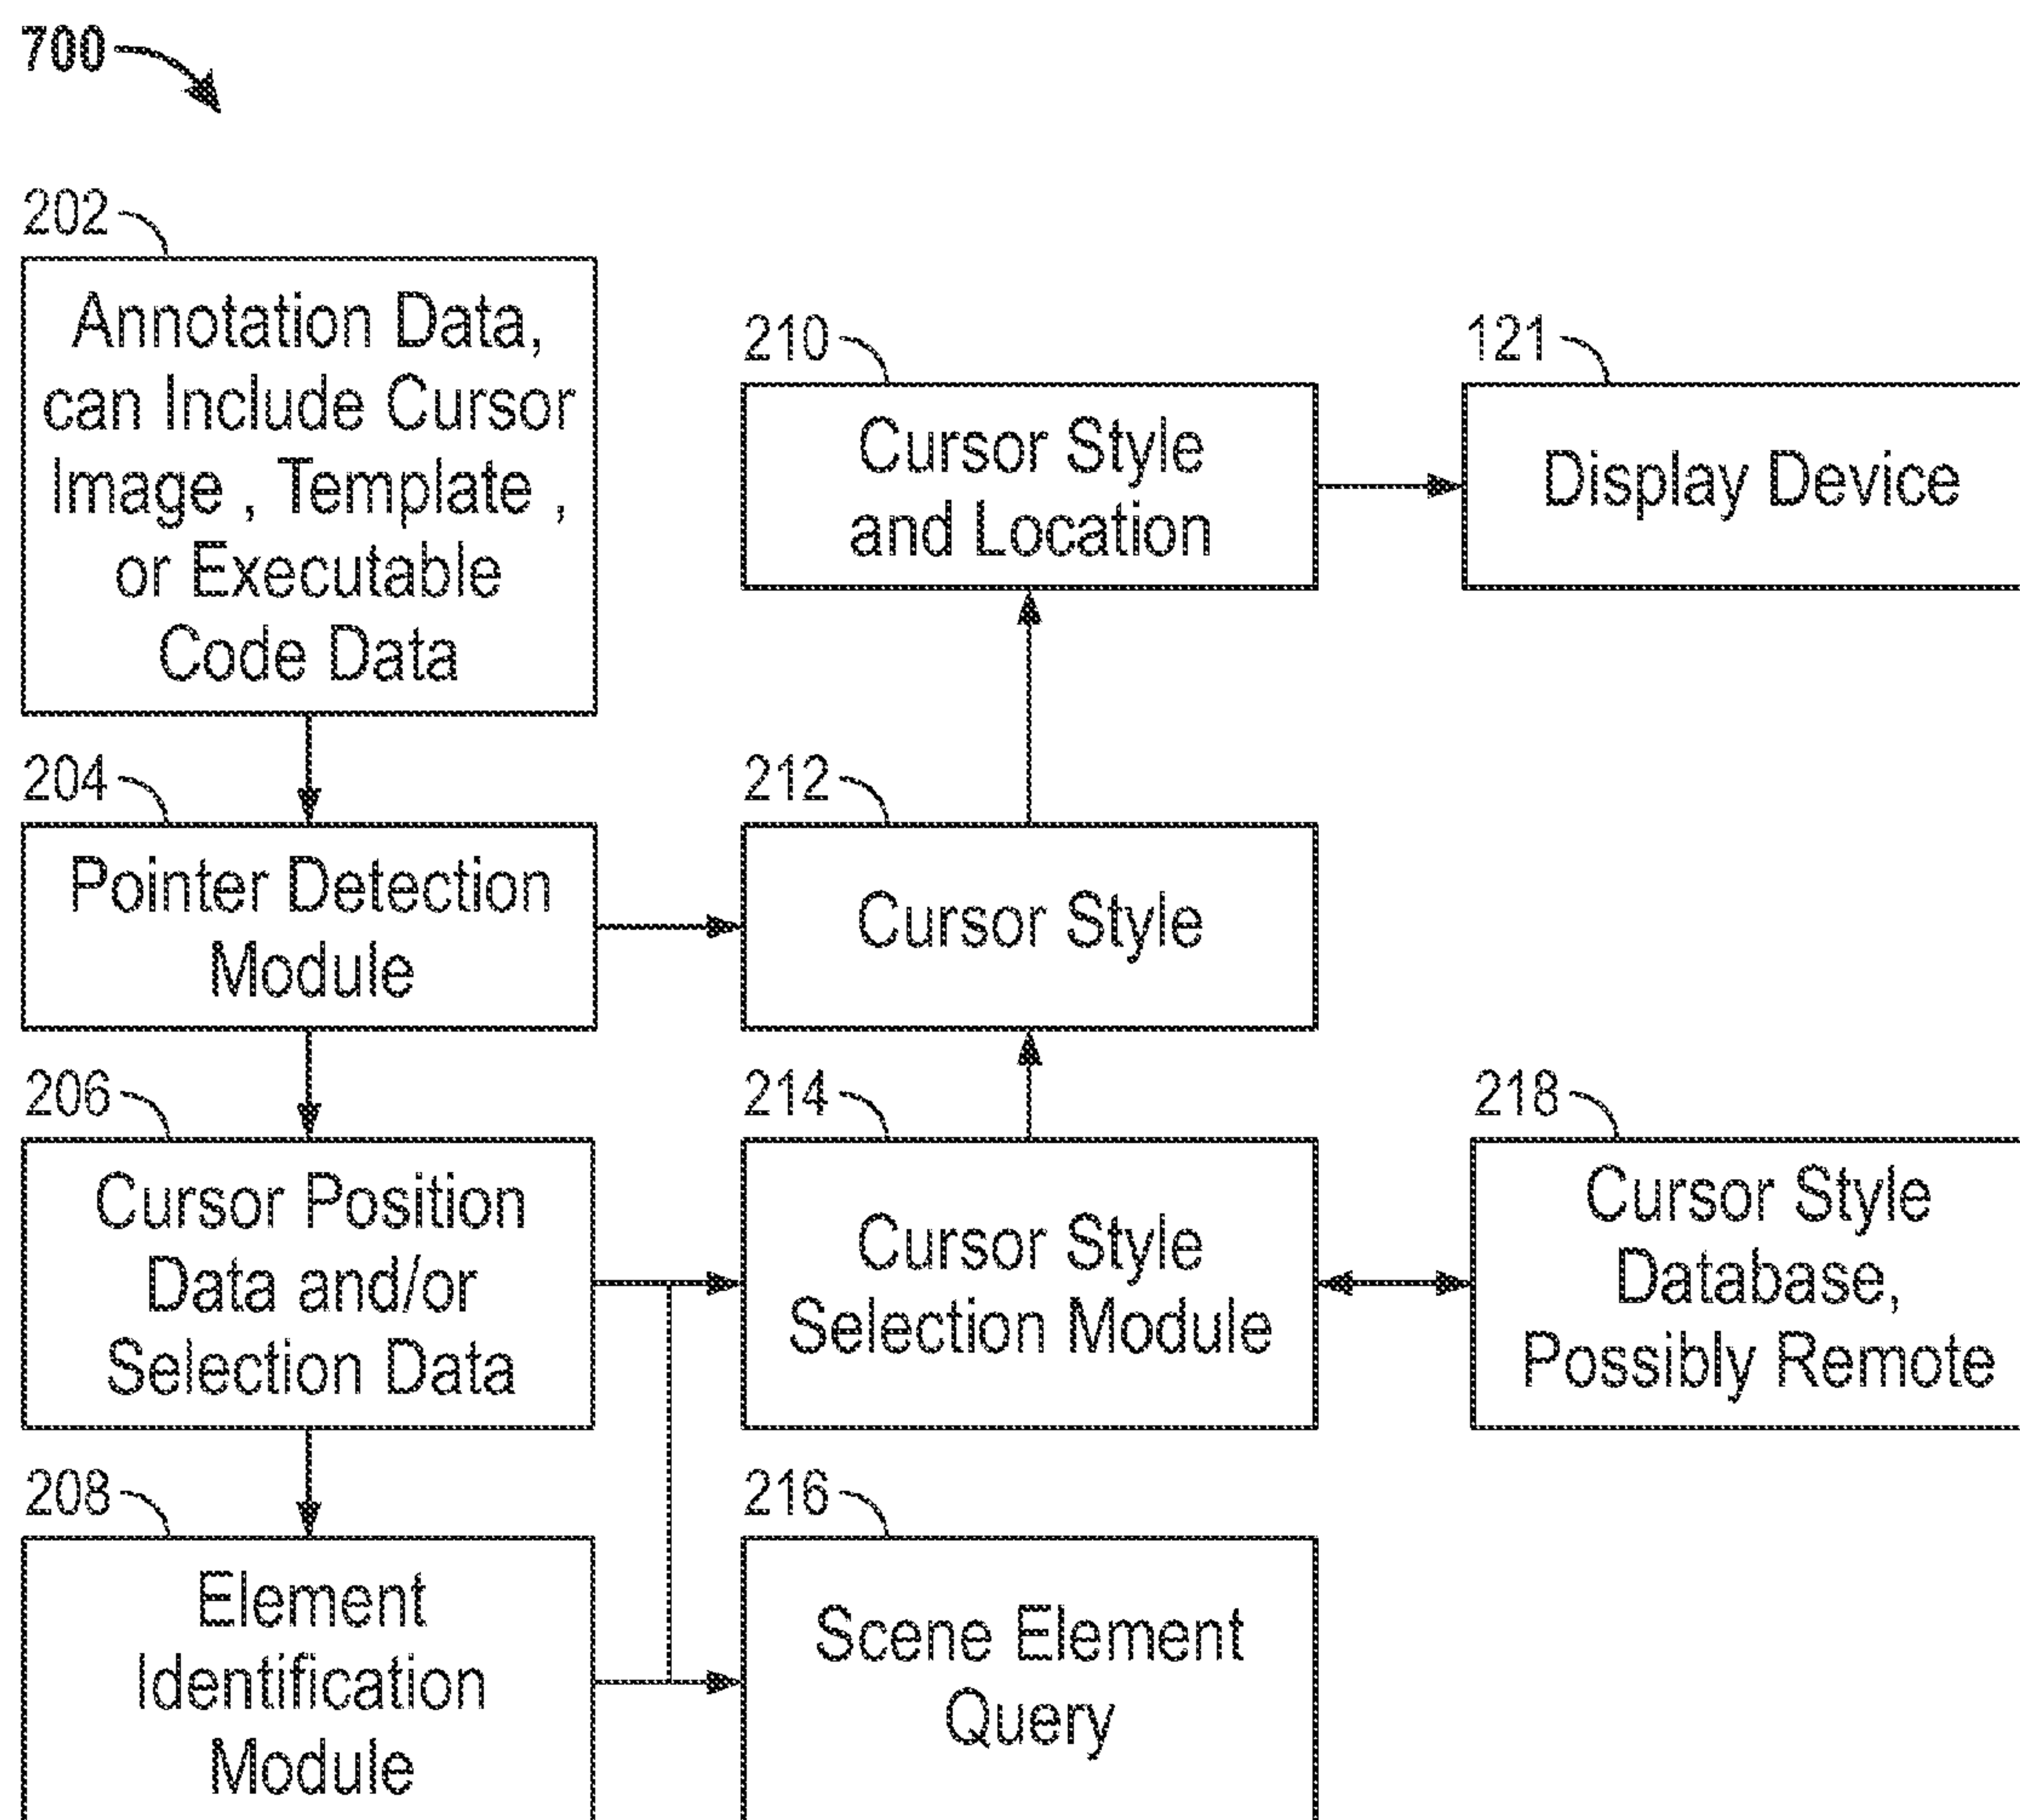 700
202
Annotation Data,
can Include Cursor
Image , Template ,
or Executable
Code Data
210
Cursor Style
and Location
121
Display Device
204
Pointer Detection
Module
212
Cursor Style
206
Cursor Position
Data and/or
Selection Data
214
Cursor Style
Selection Module
218
Cursor Style
Database,
Possibly Remote
208
Element
Identification
Module
216
Scene Element
Query